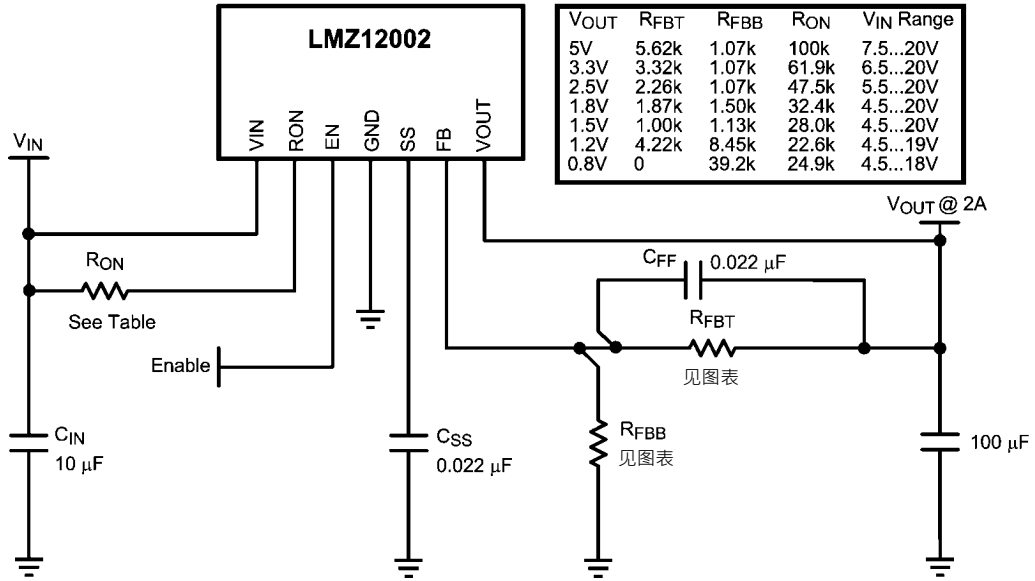 LMZ12002
VIN
RON
EN
GND
SS
FB
VOUT
VOUT RFBT RFBB RON VIN Range
5V 5.62k 1.07k 100k 7.5...20V
3.3V 3.32k 1.07k 61.9k 6.5...20V
2.5V 2.26k 1.07k 47.5k 5.5...20V
1.8V 1.87k 1.50k 32.4k 4.5...20V
1.5V 1.00k 1.13k 28.0k 4.5...20V
1.2V 4.22k 8.45k 22.6k 4.5...19V
0.8V 0 39.2k 24.9k 4.5...18V
VIN
VOUT @ 2A
RON
See Table
CFF 0.022 μF
RFBT
见图表
Enable
CIN
10 μF
CSS
0.022 μF
RFBB
见图表
100 μF